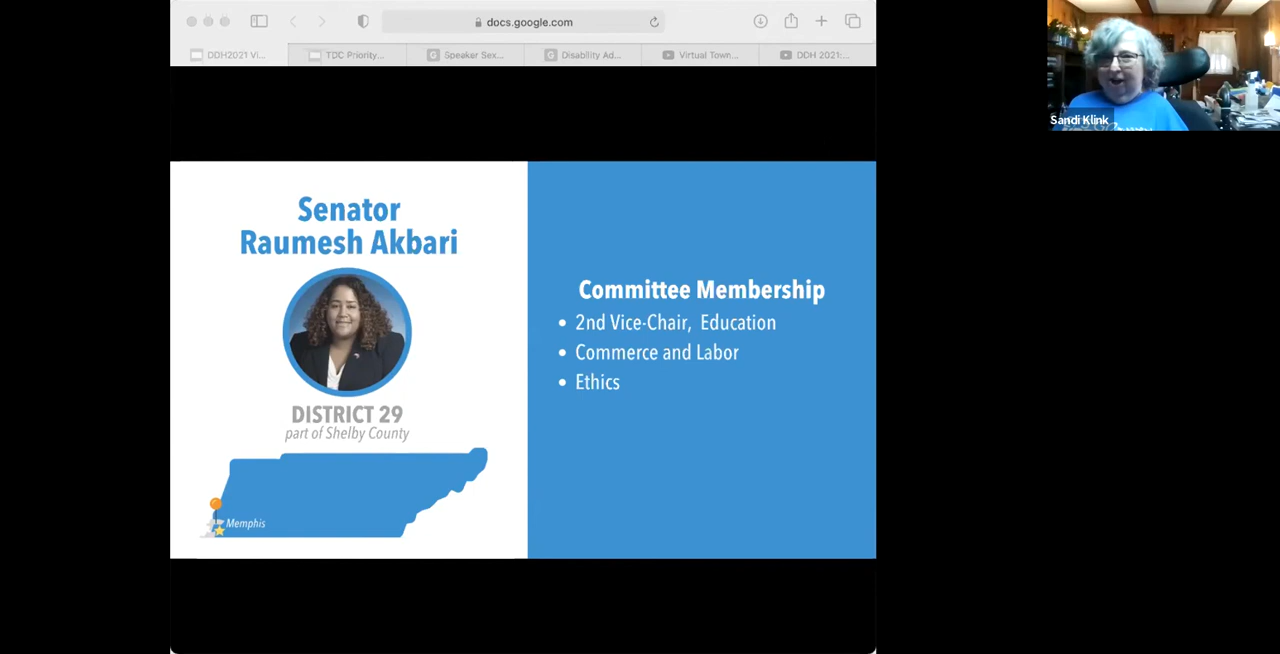 docs.google.com
DDH2021 Vi...
TDC Priority...
Speaker Sex...
Disability Ad...
Virtual Town...
DDH 2021:...
Sandi Klink
Senator
Raumesh Akbari
DISTRICT 29
part of Shelby County
Memphis
Committee Membership
• 2nd Vice-Chair, Education
• Commerce and Labor
• Ethics